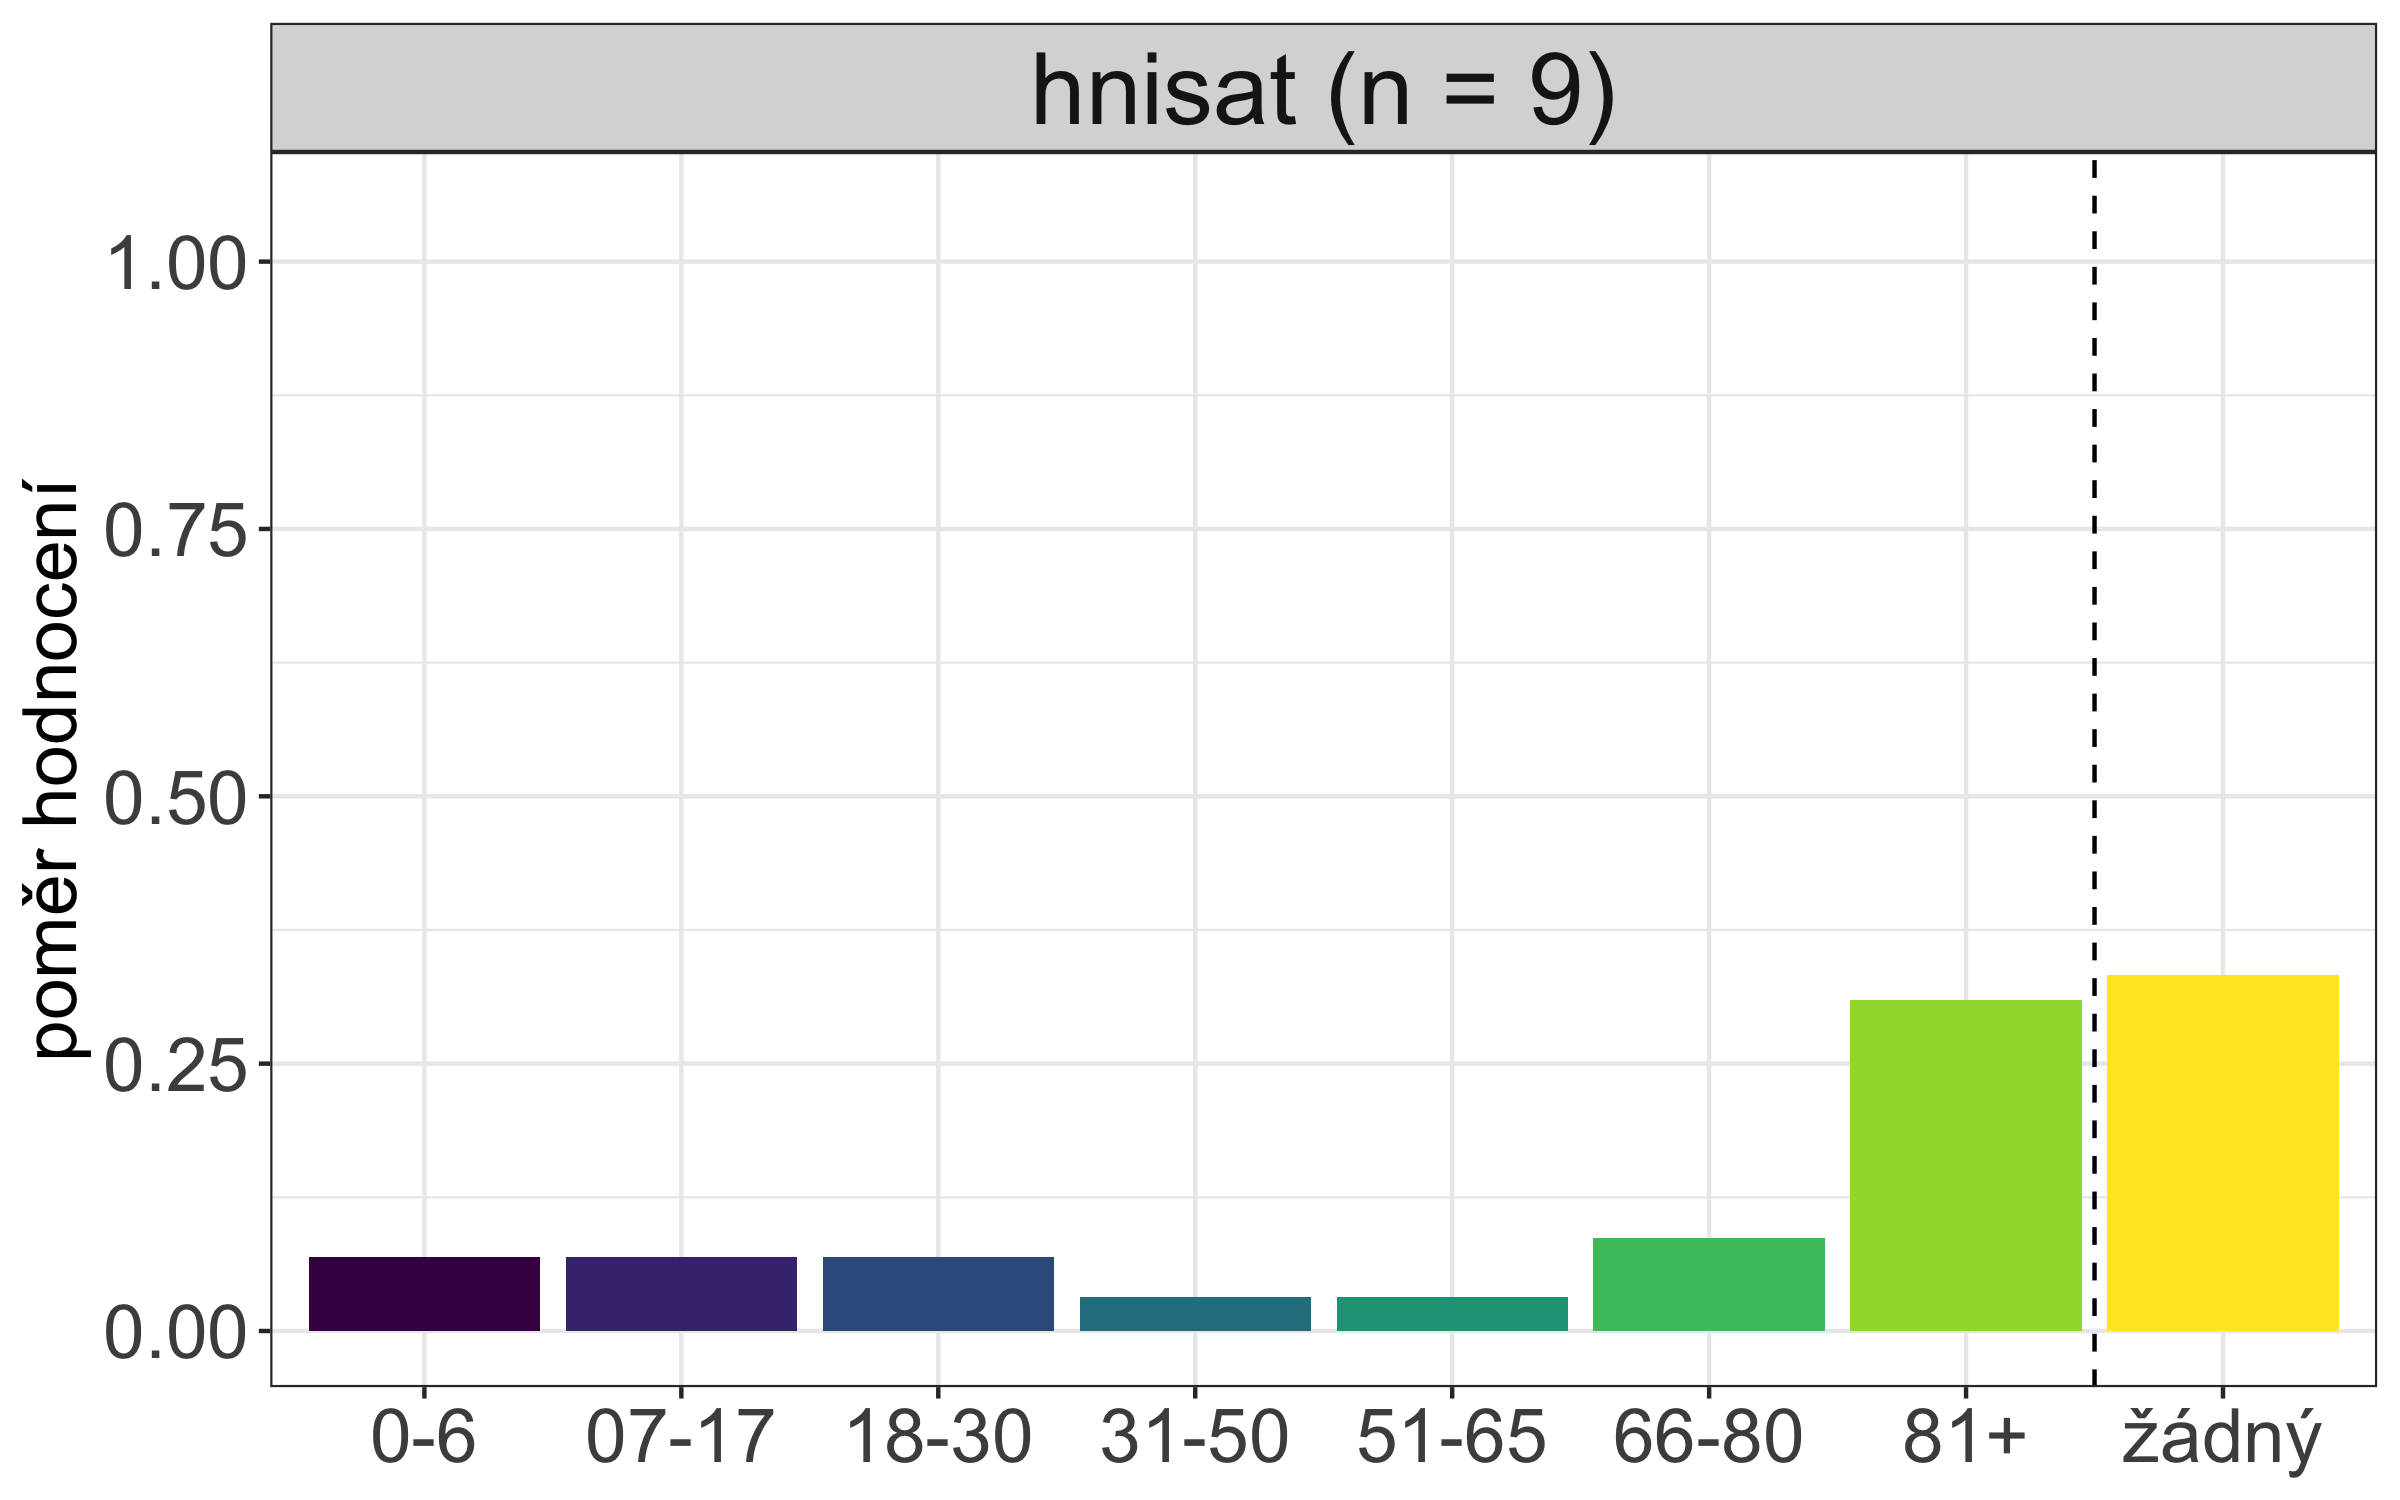 hnisat (n = 9)
poměr hodnocení
1.00
0.75
0.50
0.25
0.00
0-6 07-17 18-30 31-50 51-65 66-80 81+ žádný